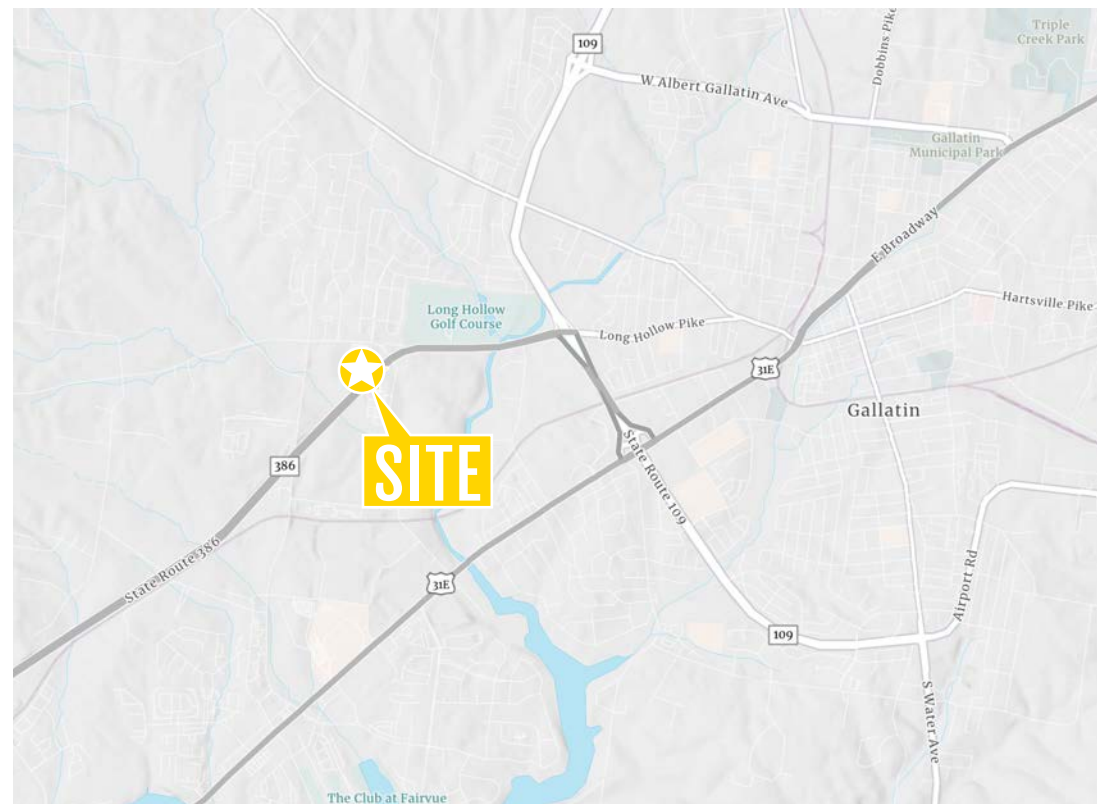 Triple
Creek Park
109
Dobbins Pike
W Albert Gallatin Ave
Gallatin
Municipal Park
E Broadway
Hartsville Pike
Long Hollow
Golf Course
Long Hollow Pike
31E
Gallatin
SITE
386
State Route 109
State Route 386
31E
Airport Rd
109
S Water Ave
The Club at Fairvue